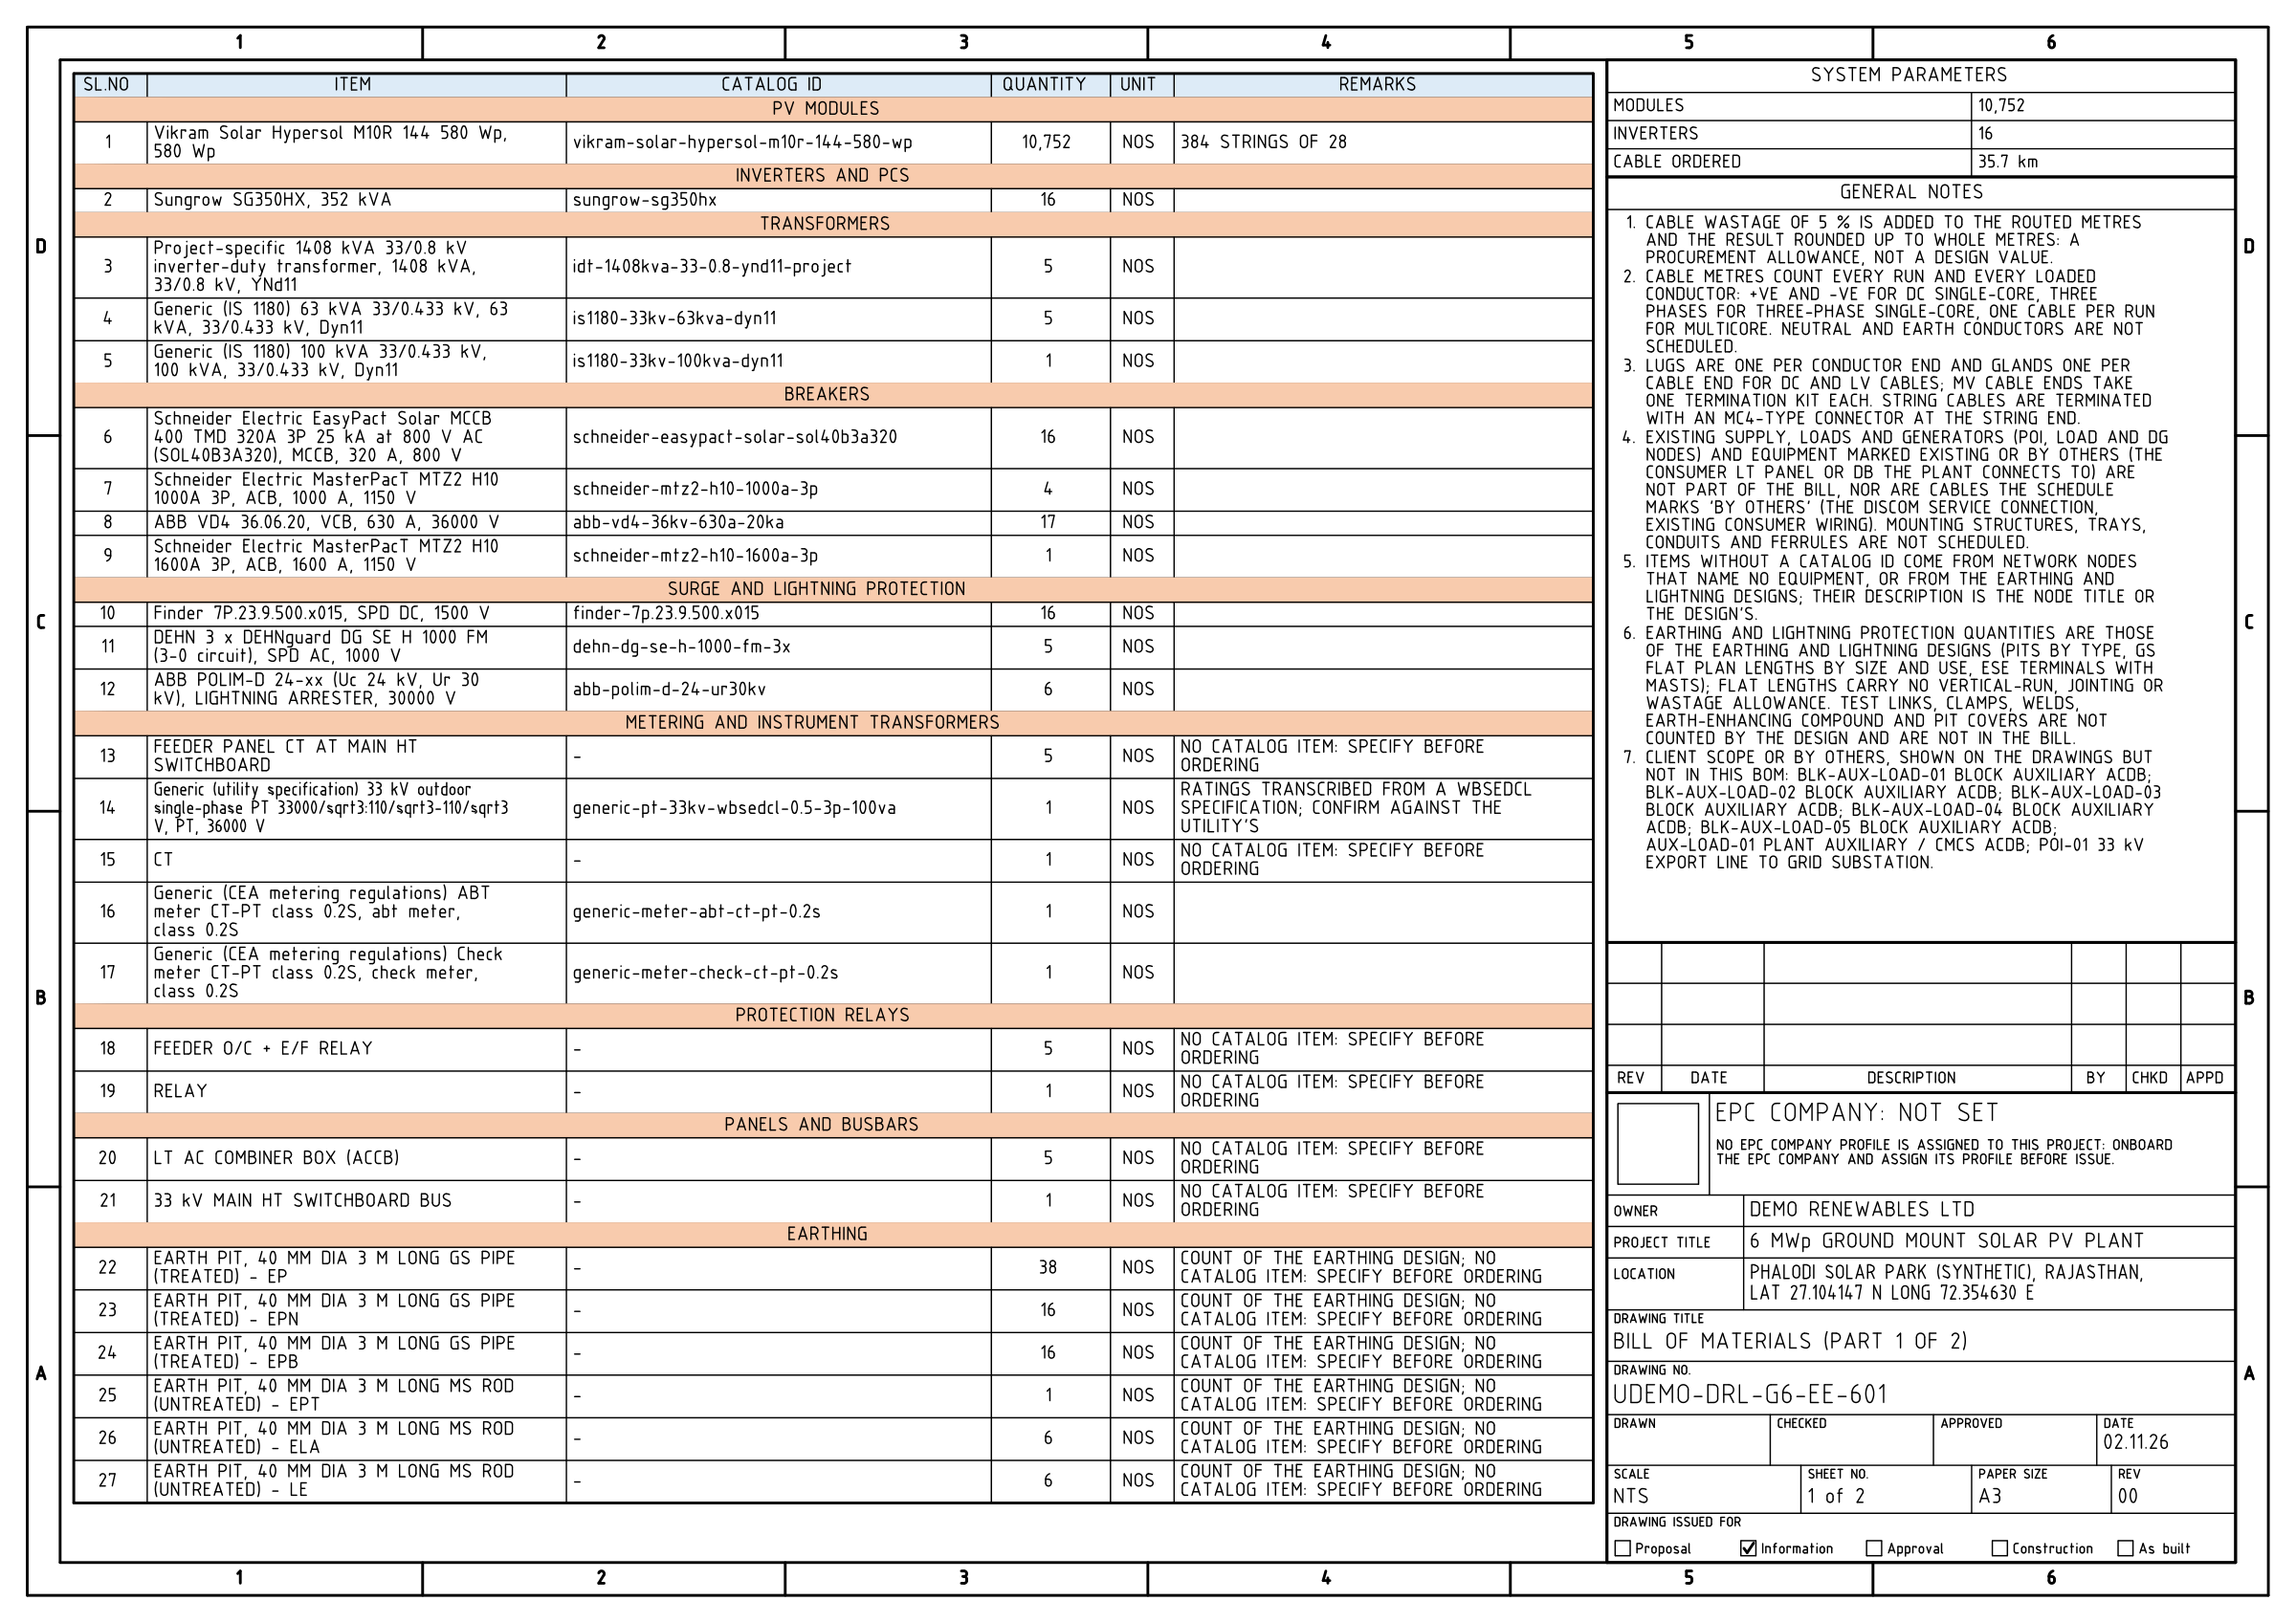 1 2 3 4 5 6
SL.NO ITEM CATALOG ID QUANTITY UNIT REMARKS
PV MODULES
1 Vikram Solar Hypersol M10R 144 580 Wp, 580 Wp vikram-solar-hypersol-m10r-144-580-wp 10,752 NOS 384 STRINGS OF 28
INVERTERS AND PCS
2 Sungrow SG350HX, 352 kVA sungrow-sg350hx 16 NOS
TRANSFORMERS
3 Project-specific 1408 kVA 33/0.8 kV inverter-duty transformer, 1408 kVA, 33/0.8 kV, YNd11 idt-1408kva-33-0.8-ynd11-project 5 NOS
4 Generic (IS 1180) 63 kVA 33/0.433 kV, 63 kVA, 33/0.433 kV, Dyn11 is1180-33kv-63kva-dyn11 5 NOS
5 Generic (IS 1180) 100 kVA 33/0.433 kV, 100 kVA, 33/0.433 kV, Dyn11 is1180-33kv-100kva-dyn11 1 NOS
BREAKERS
6 Schneider Electric EasyPact Solar MCCB 400 TMD 320A 3P 25 kA at 800 V AC (SOL40B3A320), MCCB, 320 A, 800 V schneider-easypact-solar-sol40b3a320 16 NOS
7 Schneider Electric MasterPacT MTZ2 H10 1000A 3P, ACB, 1000 A, 1150 V schneider-mtz2-h10-1000a-3p 4 NOS
8 ABB VD4 36.06.20, VCB, 630 A, 36000 V abb-vd4-36kv-630a-20ka 17 NOS
9 Schneider Electric MasterPacT MTZ2 H10 1600A 3P, ACB, 1600 A, 1150 V schneider-mtz2-h10-1600a-3p 1 NOS
SURGE AND LIGHTNING PROTECTION
10 Finder 7P.23.9.500.x015, SPD DC, 1500 V finder-7p.23.9.500.x015 16 NOS
11 DEHN 3 x DEHNguard DG SE H 1000 FM (3-0 circuit), SPD AC, 1000 V dehn-dg-se-h-1000-fm-3x 5 NOS
12 ABB POLIM-D 24-xx (Uc 24 kV, Ur 30 kV), LIGHTNING ARRESTER, 30000 V abb-polim-d-24-ur30kv 6 NOS
METERING AND INSTRUMENT TRANSFORMERS
13 FEEDER PANEL CT AT MAIN HT SWITCHBOARD - 5 NOS NO CATALOG ITEM: SPECIFY BEFORE ORDERING
14 Generic (utility specification) 33 kV outdoor single-phase PT 33000/sqrt3:110/sqrt3-110/sqrt3 V, PT, 36000 V generic-pt-33kv-wbsedcl-0.5-3p-100va 1 NOS RATINGS TRANSCRIBED FROM A WBSEDCL SPECIFICATION; CONFIRM AGAINST THE UTILITY'S
15 CT - 1 NOS NO CATALOG ITEM: SPECIFY BEFORE ORDERING
16 Generic (CEA metering regulations) ABT meter CT-PT class 0.2S, abt meter, class 0.2S generic-meter-abt-ct-pt-0.2s 1 NOS
17 Generic (CEA metering regulations) Check meter CT-PT class 0.2S, check meter, class 0.2S generic-meter-check-ct-pt-0.2s 1 NOS
PROTECTION RELAYS
18 FEEDER O/C + E/F RELAY - 5 NOS NO CATALOG ITEM: SPECIFY BEFORE ORDERING
19 RELAY - 1 NOS NO CATALOG ITEM: SPECIFY BEFORE ORDERING
PANELS AND BUSBARS
20 LT AC COMBINER BOX (ACCB) - 5 NOS NO CATALOG ITEM: SPECIFY BEFORE ORDERING
21 33 kV MAIN HT SWITCHBOARD BUS - 1 NOS NO CATALOG ITEM: SPECIFY BEFORE ORDERING
EARTHING
22 EARTH PIT, 40 MM DIA 3 M LONG GS PIPE (TREATED) - EP - 38 NOS COUNT OF THE EARTHING DESIGN; NO CATALOG ITEM: SPECIFY BEFORE ORDERING
23 EARTH PIT, 40 MM DIA 3 M LONG GS PIPE (TREATED) - EPN - 16 NOS COUNT OF THE EARTHING DESIGN; NO CATALOG ITEM: SPECIFY BEFORE ORDERING
24 EARTH PIT, 40 MM DIA 3 M LONG GS PIPE (TREATED) - EPB - 16 NOS COUNT OF THE EARTHING DESIGN; NO CATALOG ITEM: SPECIFY BEFORE ORDERING
25 EARTH PIT, 40 MM DIA 3 M LONG MS ROD (UNTREATED) - EPT - 1 NOS COUNT OF THE EARTHING DESIGN; NO CATALOG ITEM: SPECIFY BEFORE ORDERING
26 EARTH PIT, 40 MM DIA 3 M LONG MS ROD (UNTREATED) - ELA - 6 NOS COUNT OF THE EARTHING DESIGN; NO CATALOG ITEM: SPECIFY BEFORE ORDERING
27 EARTH PIT, 40 MM DIA 3 M LONG MS ROD (UNTREATED) - LE - 6 NOS COUNT OF THE EARTHING DESIGN; NO CATALOG ITEM: SPECIFY BEFORE ORDERING
SYSTEM PARAMETERS
MODULES 10,752
INVERTERS 16
CABLE ORDERED 35.7 km
GENERAL NOTES
1. CABLE WASTAGE OF 5 % IS ADDED TO THE ROUTED METRES
AND THE RESULT ROUNDED UP TO WHOLE METRES: A
PROCUREMENT ALLOWANCE, NOT A DESIGN VALUE.
2. CABLE METRES COUNT EVERY RUN AND EVERY LOADED
CONDUCTOR: +VE AND -VE FOR DC SINGLE-CORE, THREE
PHASES FOR THREE-PHASE SINGLE-CORE, ONE CABLE PER RUN
FOR MULTICORE. NEUTRAL AND EARTH CONDUCTORS ARE NOT
SCHEDULED.
3. LUGS ARE ONE PER CONDUCTOR END AND GLANDS ONE PER
CABLE END FOR DC AND LV CABLES; MV CABLE ENDS TAKE
ONE TERMINATION KIT EACH. STRING CABLES ARE TERMINATED
WITH AN MC4-TYPE CONNECTOR AT THE STRING END.
4. EXISTING SUPPLY, LOADS AND GENERATORS (POI, LOAD AND DG
NODES) AND EQUIPMENT MARKED EXISTING OR BY OTHERS (THE
CONSUMER LT PANEL OR DB THE PLANT CONNECTS TO) ARE
NOT PART OF THE BILL, NOR ARE CABLES THE SCHEDULE
MARKS 'BY OTHERS' (THE DISCOM SERVICE CONNECTION,
EXISTING CONSUMER WIRING). MOUNTING STRUCTURES, TRAYS,
CONDUITS AND FERRULES ARE NOT SCHEDULED.
5. ITEMS WITHOUT A CATALOG ID COME FROM NETWORK NODES
THAT NAME NO EQUIPMENT, OR FROM THE EARTHING AND
LIGHTNING DESIGNS; THEIR DESCRIPTION IS THE NODE TITLE OR
THE DESIGN'S.
6. EARTHING AND LIGHTNING PROTECTION QUANTITIES ARE THOSE
OF THE EARTHING AND LIGHTNING DESIGNS (PITS BY TYPE, GS
FLAT PLAN LENGTHS BY SIZE AND USE, ESE TERMINALS WITH
MASTS); FLAT LENGTHS CARRY NO VERTICAL-RUN, JOINTING OR
WASTAGE ALLOWANCE. TEST LINKS, CLAMPS, WELDS,
EARTH-ENHANCING COMPOUND AND PIT COVERS ARE NOT
COUNTED BY THE DESIGN AND ARE NOT IN THE BILL.
7. CLIENT SCOPE OR BY OTHERS, SHOWN ON THE DRAWINGS BUT
NOT IN THIS BOM: BLK-AUX-LOAD-01 BLOCK AUXILIARY ACDB;
BLK-AUX-LOAD-02 BLOCK AUXILIARY ACDB; BLK-AUX-LOAD-03
BLOCK AUXILIARY ACDB; BLK-AUX-LOAD-04 BLOCK AUXILIARY
ACDB; BLK-AUX-LOAD-05 BLOCK AUXILIARY ACDB;
AUX-LOAD-01 PLANT AUXILIARY / CMCS ACDB; POI-01 33 kV
EXPORT LINE TO GRID SUBSTATION.
REV DATE DESCRIPTION BY CHKD APPD
EPC COMPANY: NOT SET
NO EPC COMPANY PROFILE IS ASSIGNED TO THIS PROJECT: ONBOARD
THE EPC COMPANY AND ASSIGN ITS PROFILE BEFORE ISSUE.
OWNER DEMO RENEWABLES LTD
PROJECT TITLE 6 MWp GROUND MOUNT SOLAR PV PLANT
LOCATION PHALODI SOLAR PARK (SYNTHETIC), RAJASTHAN,
LAT 27.104147 N LONG 72.354630 E
DRAWING TITLE
BILL OF MATERIALS (PART 1 OF 2)
DRAWING NO.
UDEMO-DRL-G6-EE-601
DRAWN CHECKED APPROVED DATE
02.11.26
SCALE SHEET NO. PAPER SIZE REV
NTS 1 of 2 A3 00
DRAWING ISSUED FOR
Proposal Information Approval Construction As built
D D
C C
B B
A A
1 2 3 4 5 6